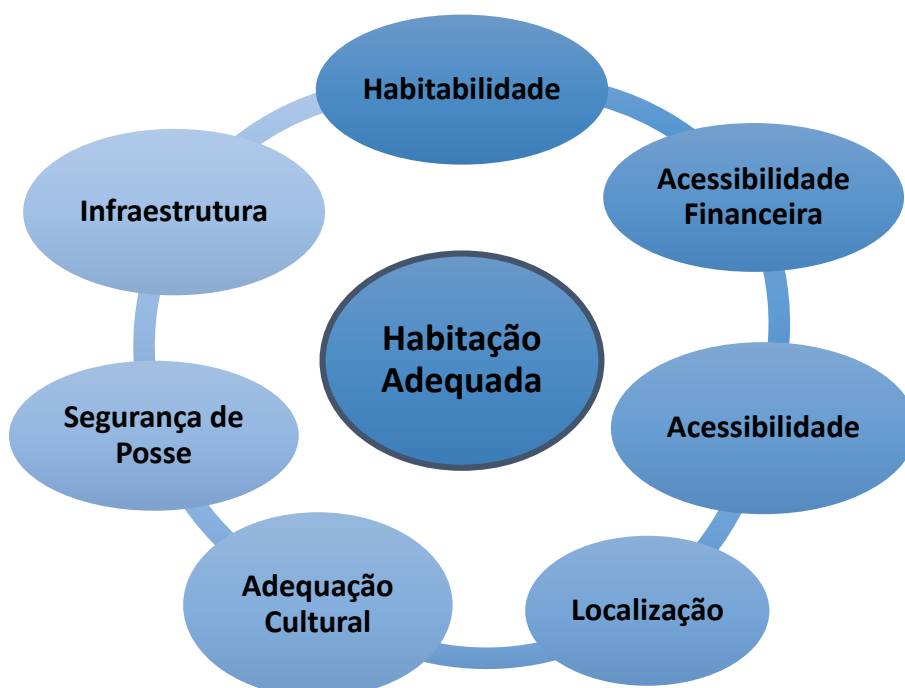 Habitabilidade
Acessibilidade
Financeira
Acessibilidade
Localização
Adequação
Cultural
Segurança de
Posse
Infraestrutura
Habitação
Adequada